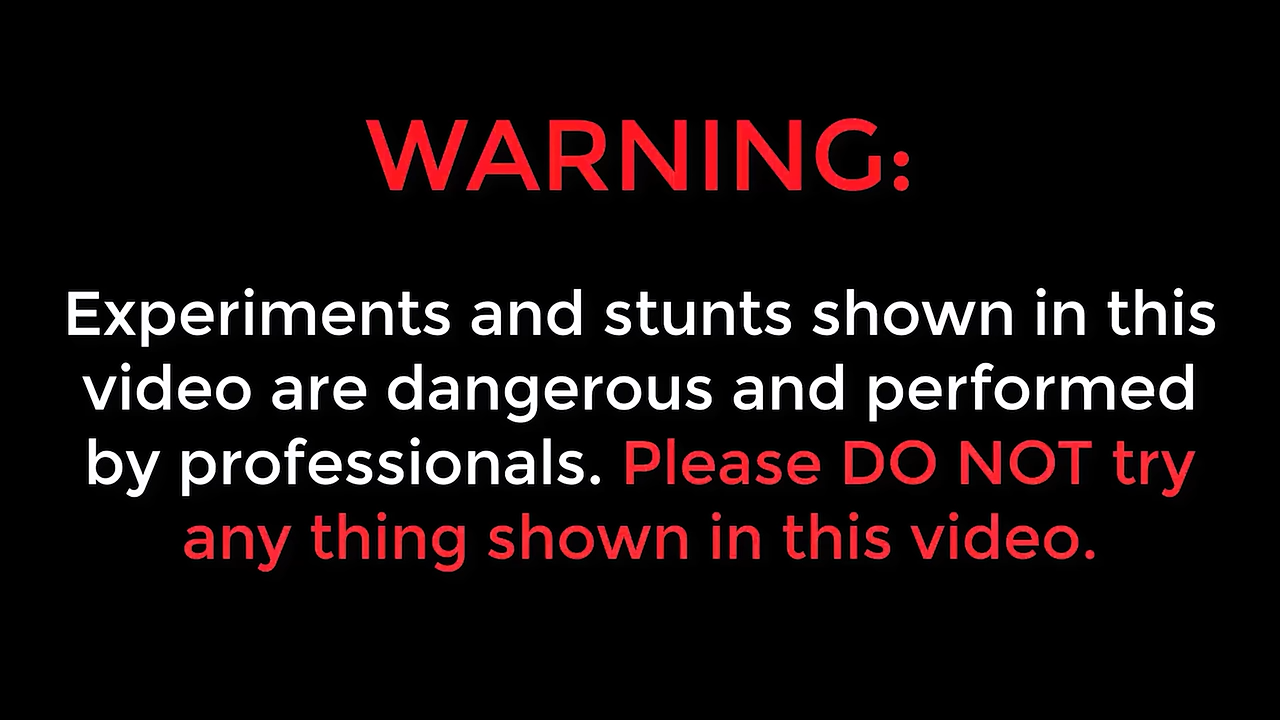 WARNING:
Experiments and stunts shown in this
video are dangerous and performed
by professionals. Please DO NOT try
any thing shown in this video.